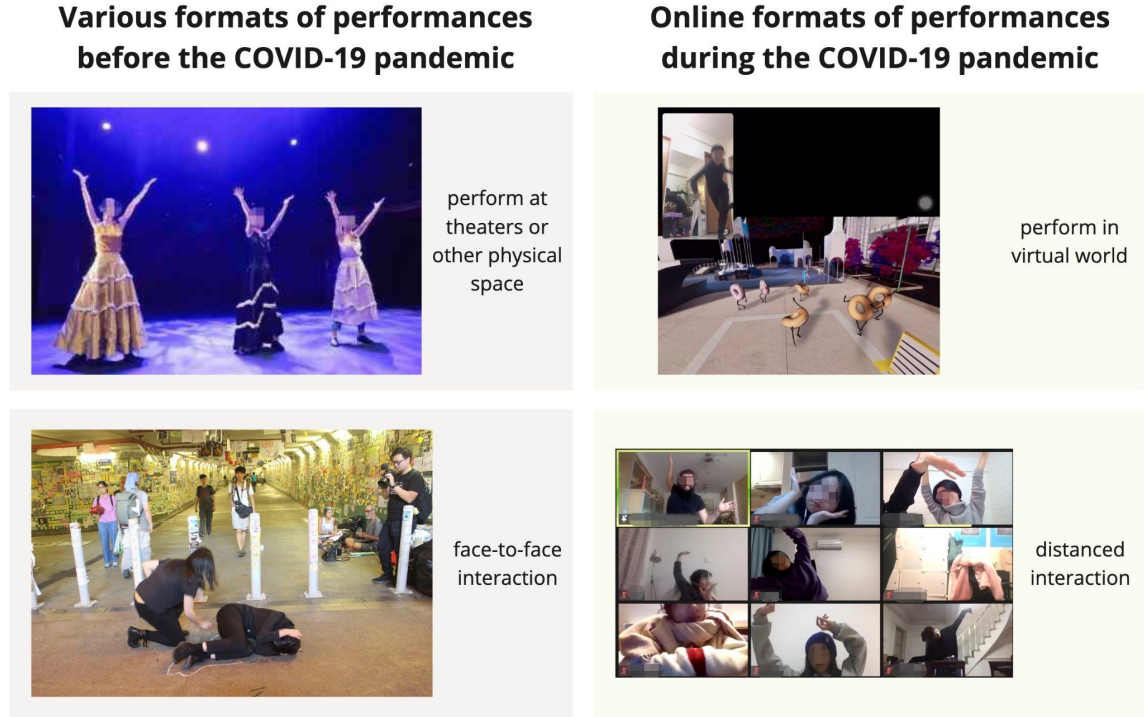 Various formats of performances
before the COVID-19 pandemic
Online formats of performances
during the COVID-19 pandemic
perform at
theaters or
other physical
space
perform in
virtual world
face-to-face
interaction
distanced
interaction